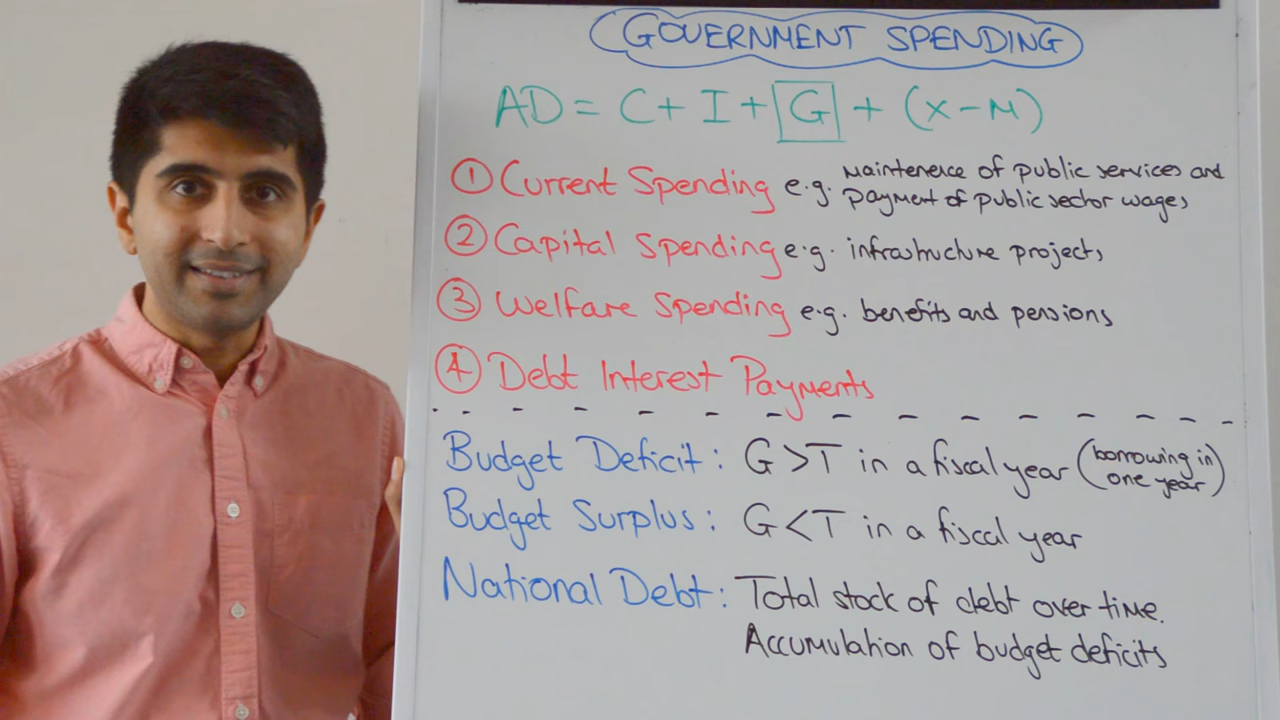 GOVERNMENT SPENDING
AD = C + I + G + (X - M)
① Current Spending e.g. maintenence of public services and
payment of public sector wages
② Capital Spending e.g. infrastructure projects
③ Welfare Spending e.g. benefits and pensions
④ Debt Interest Payments
Budget Deficit: G > T in a fiscal year (borrowing in
one year)
Budget Surplus: G < T in a fiscal year
National Debt: Total stock of debt over time.
Accumulation of budget deficits